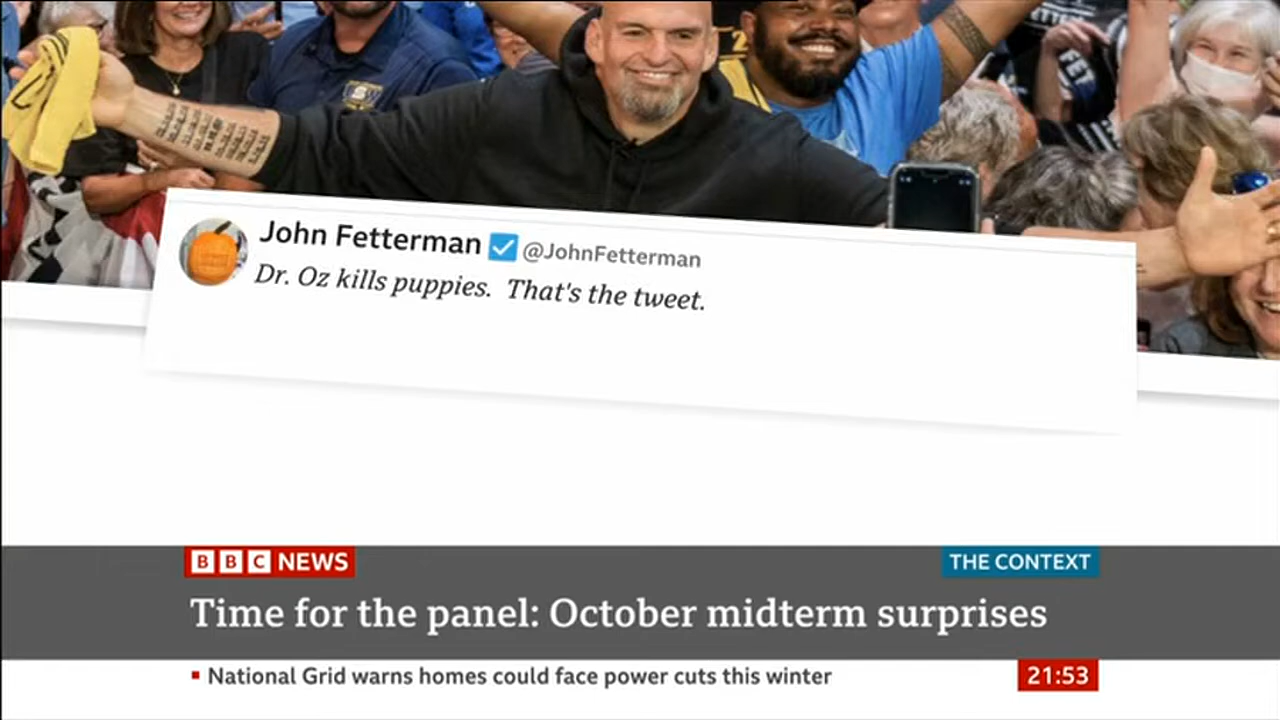 John Fetterman @JohnFetterman
Dr. Oz kills puppies. That's the tweet.
BBC NEWS
THE CONTEXT
Time for the panel: October midterm surprises
National Grid warns homes could face power cuts this winter
21:53